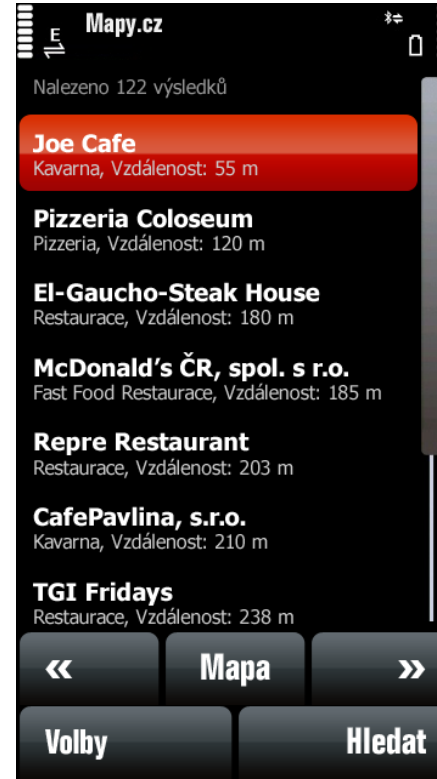 E
Mapy.cz
Nalezeno 122 výsledků
Joe Cafe
Kavarna, Vzdálenost: 55 m
Pizzeria Coloseum
Pizzeria, Vzdálenost: 120 m
El-Gaucho-Steak House
Restaurace, Vzdálenost: 180 m
McDonald’s ČR, spol. s r.o.
Fast Food Restaurace, Vzdálenost: 185 m
Repre Restaurant
Restaurace, Vzdálenost: 203 m
CafePavlina, s.r.o.
Kavarna, Vzdálenost: 210 m
TGI Fridays
Restaurace, Vzdálenost: 238 m
« Mapa »
Volby Hledat